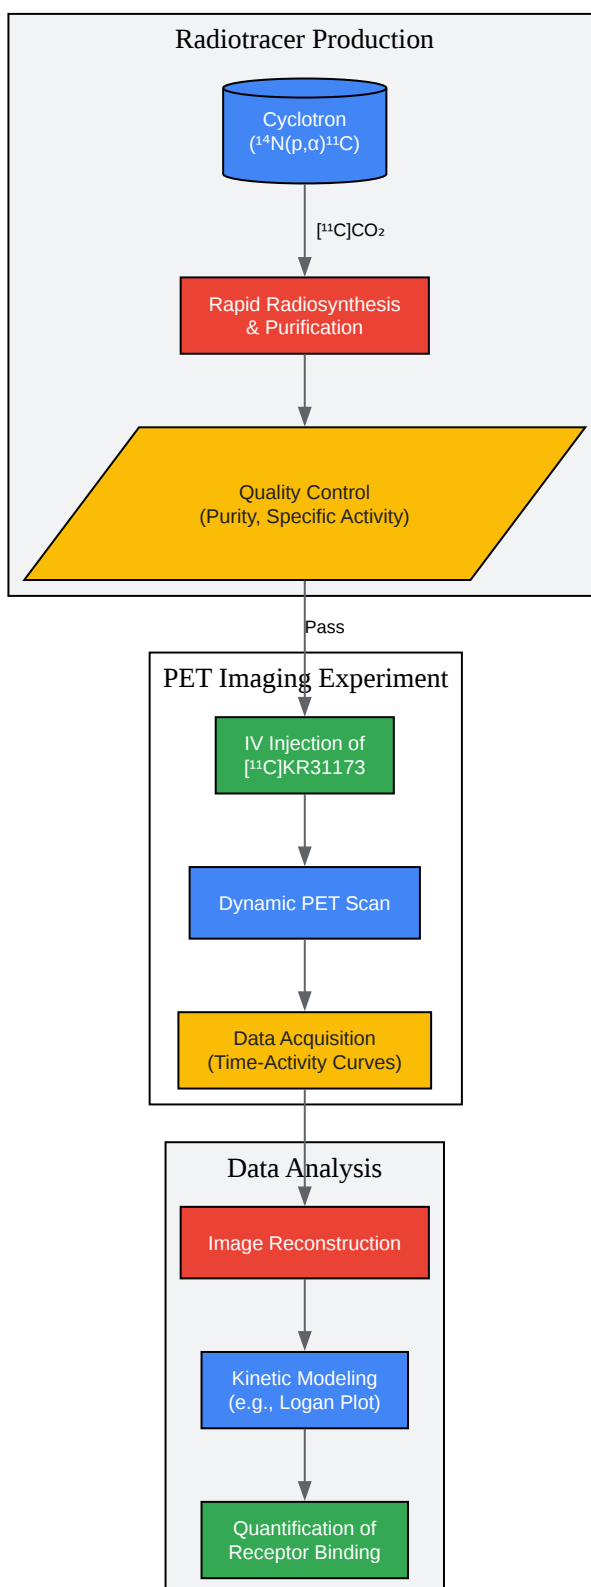 Radiotracer Production
Cyclotron
(¹⁴N(p,α)¹¹C)
[¹¹C]CO₂
Rapid Radiosynthesis
& Purification
Quality Control
(Purity, Specific Activity)
Pass
PET Imaging Experiment
IV Injection of
[¹¹C]KR31173
Dynamic PET Scan
Data Acquisition
(Time-Activity Curves)
Data Analysis
Image Reconstruction
Kinetic Modeling
(e.g., Logan Plot)
Quantification of
Receptor Binding